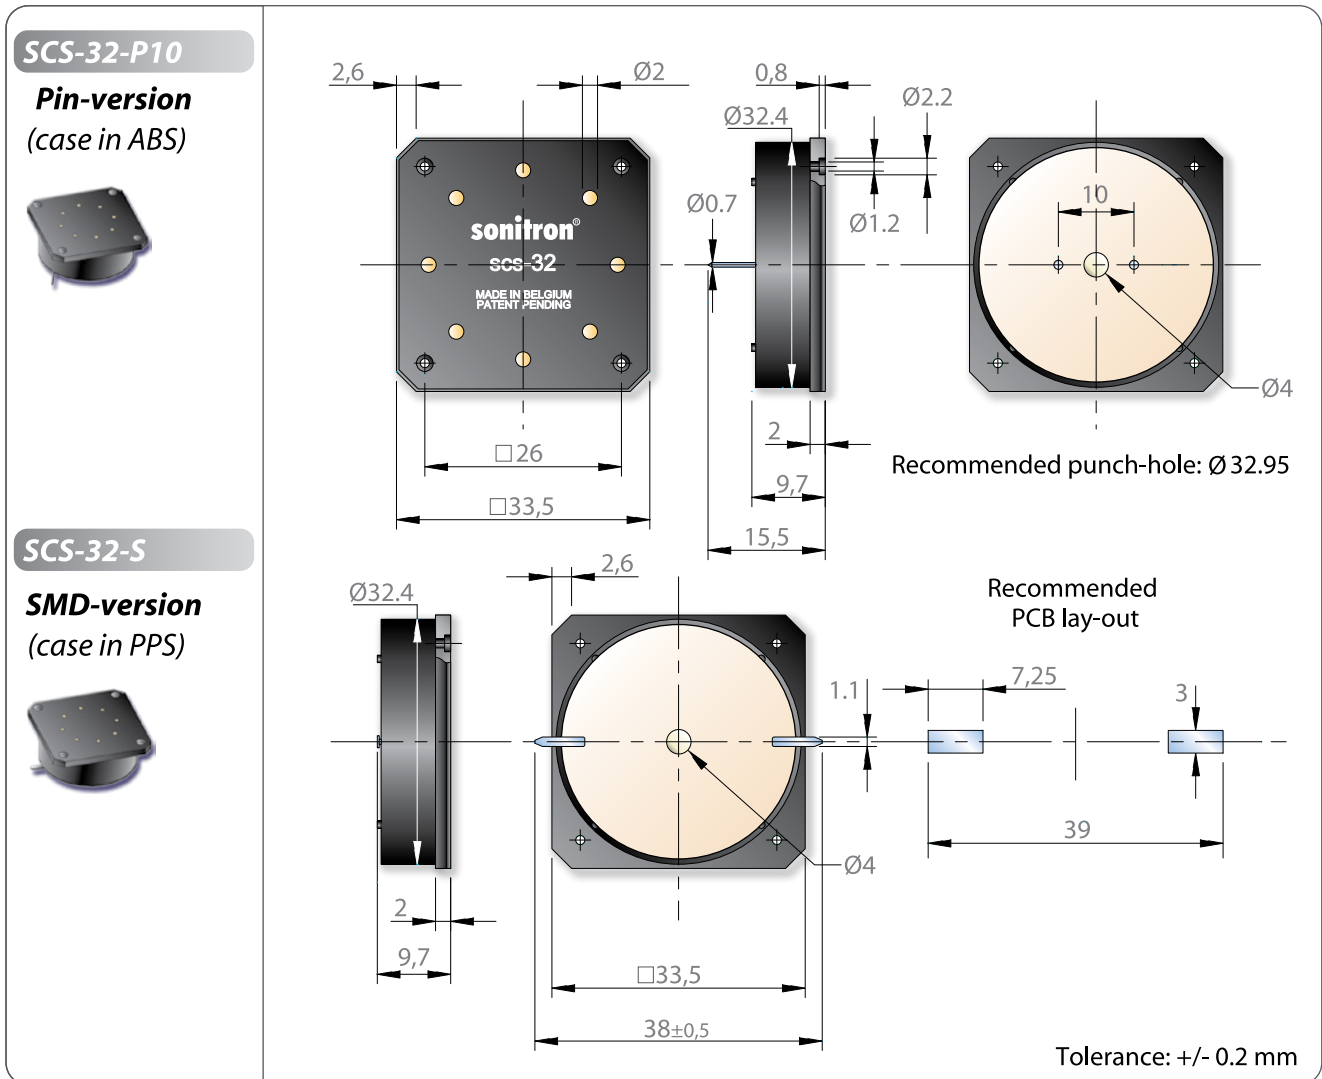 SCS-32-P10
Pin-version
(case in ABS)
2,6
Ø2
0,8
Ø2.2
Ø32.4
Ø0.7
Ø1.2
10
sonitron®
scs-32
MADE IN BELGIUM
PATENT PENDING
Ø4
□26
□33,5
2
9,7
15,5
Recommended punch-hole: Ø 32.95
SCS-32-S
SMD-version
(case in PPS)
Ø32.4
2,6
Recommended
PCB lay-out
1.1
7,25
3
39
Ø4
2
9,7
□33,5
38±0,5
Tolerance: +/- 0.2 mm